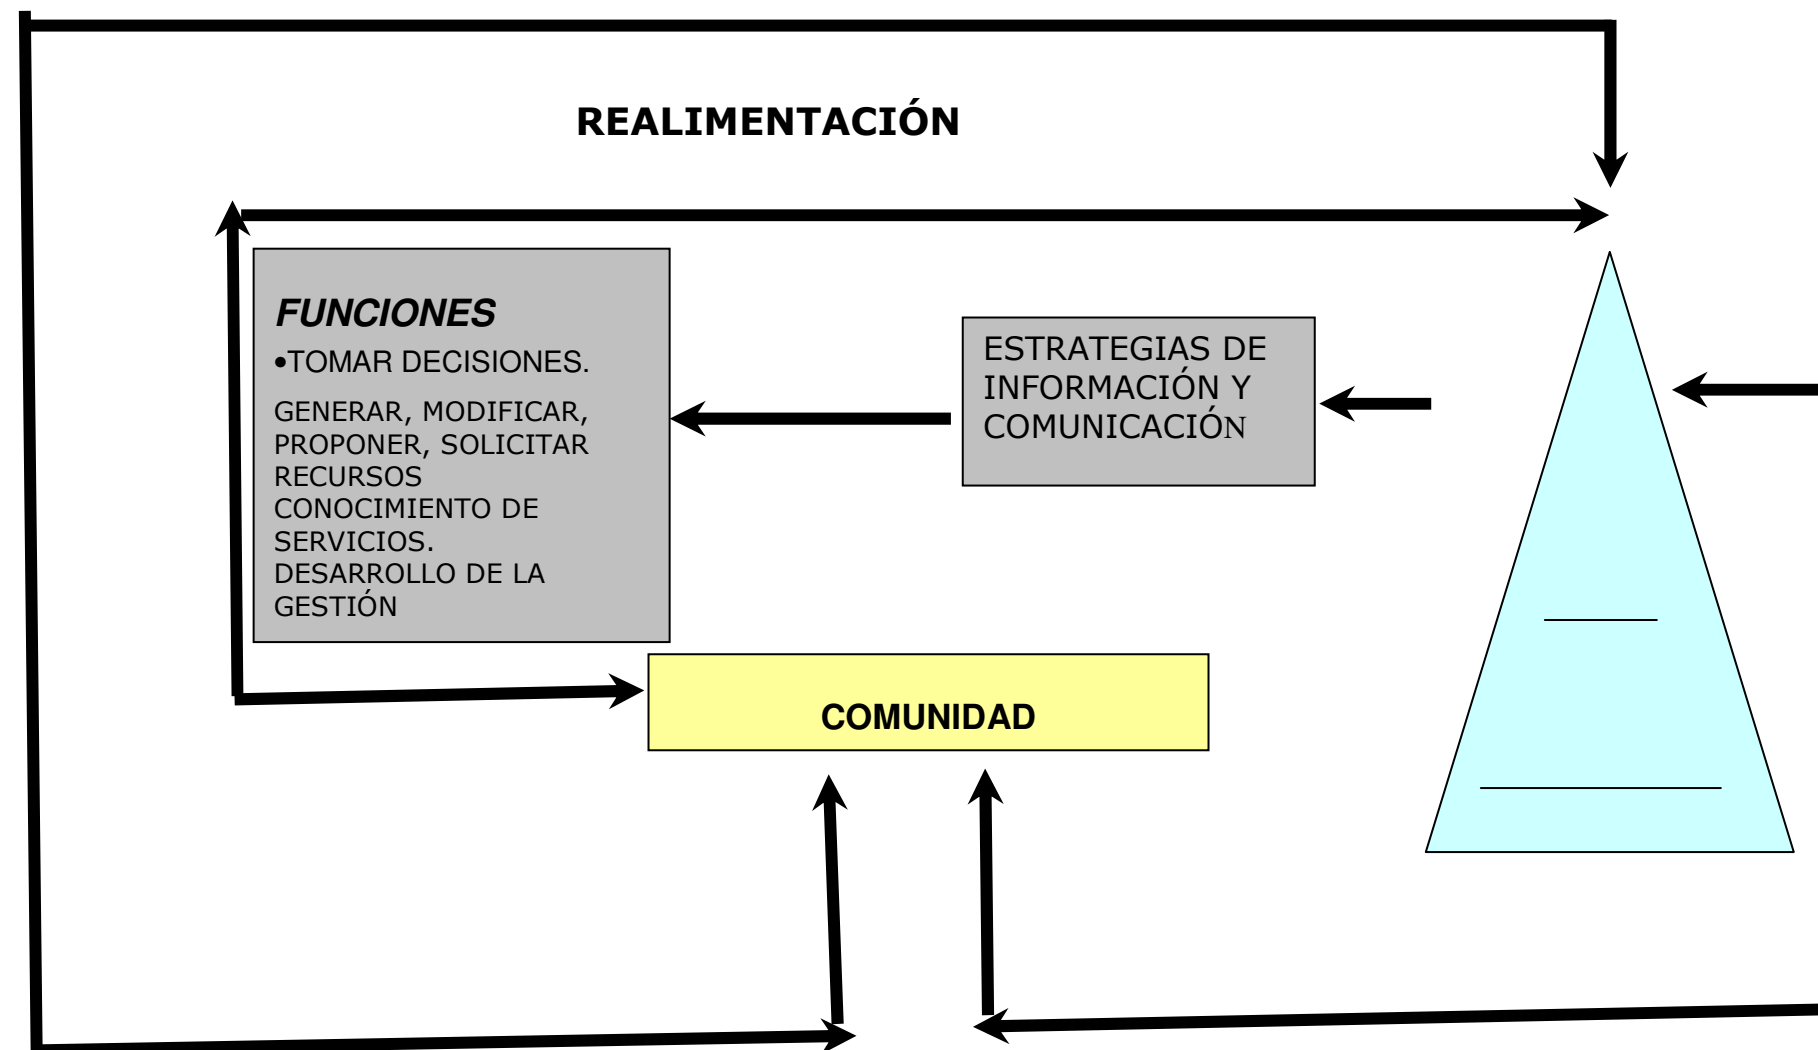 REALIMENTACIÓN
FUNCIONES
•TOMAR DECISIONES.
GENERAR, MODIFICAR,
PROPONER, SOLICITAR
RECURSOS
CONOCIMIENTO DE
SERVICIOS.
DESARROLLO DE LA
GESTIÓN
ESTRATEGIAS DE
INFORMACIÓN Y
COMUNICACIÓN
COMUNIDAD